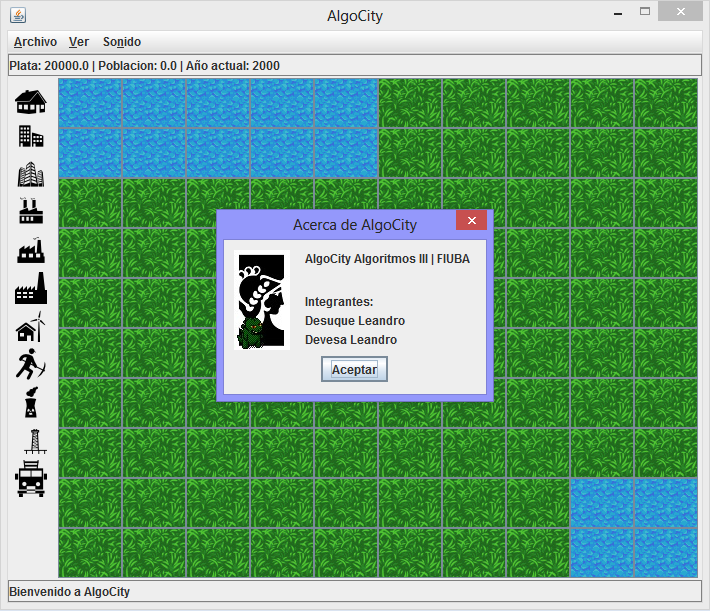 AlgoCity
Archivo Ver Sonido
Plata: 20000.0 | Poblacion: 0.0 | Año actual: 2000
Acerca de AlgoCity
AlgoCity Algoritmos III | FIUBA
Integrantes:
Desuque Leandro
Devesa Leandro
Aceptar
Bienvenido a AlgoCity